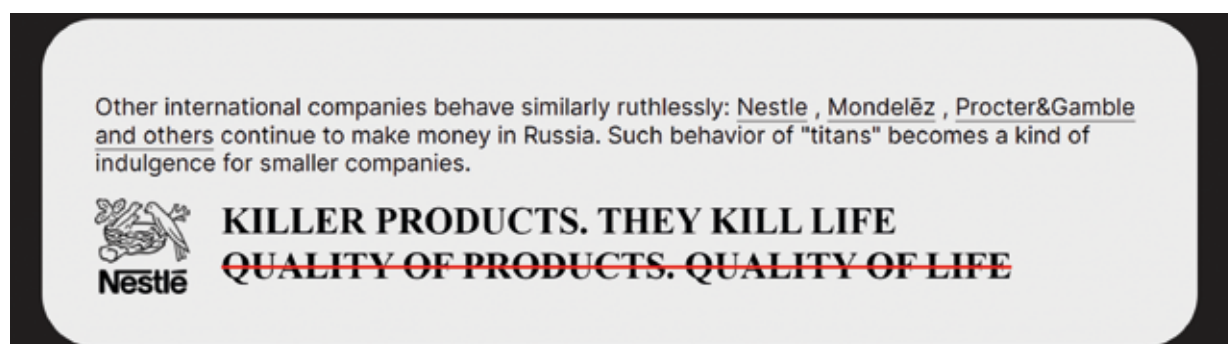 Other international companies behave similarly ruthlessly: Nestle , Mondelēz , Procter&Gamble
and others continue to make money in Russia. Such behavior of "titans" becomes a kind of
indulgence for smaller companies.
KILLER PRODUCTS. THEY KILL LIFE
QUALITY OF PRODUCTS. QUALITY OF LIFE
Nestlē